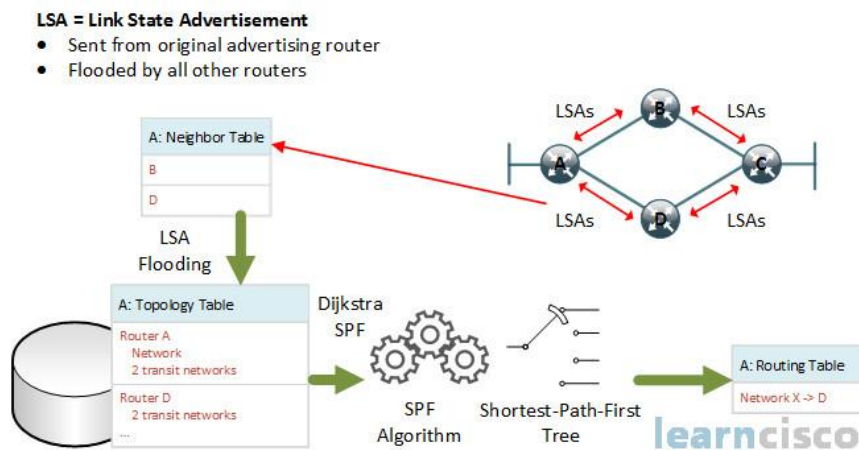 LSA = Link State Advertisement
• Sent from original advertising router
• Flooded by all other routers
A: Neighbor Table
B
D
LSAs
B
LSAs
A
C
LSAs
D
LSAs
LSA
Flooding
A: Topology Table
Router A
Network
2 transit networks
Router D
2 transit networks
...
Dijkstra
SPF
SPF
Algorithm
Shortest-Path-First
Tree
A: Routing Table
Network X -> D
learncisco